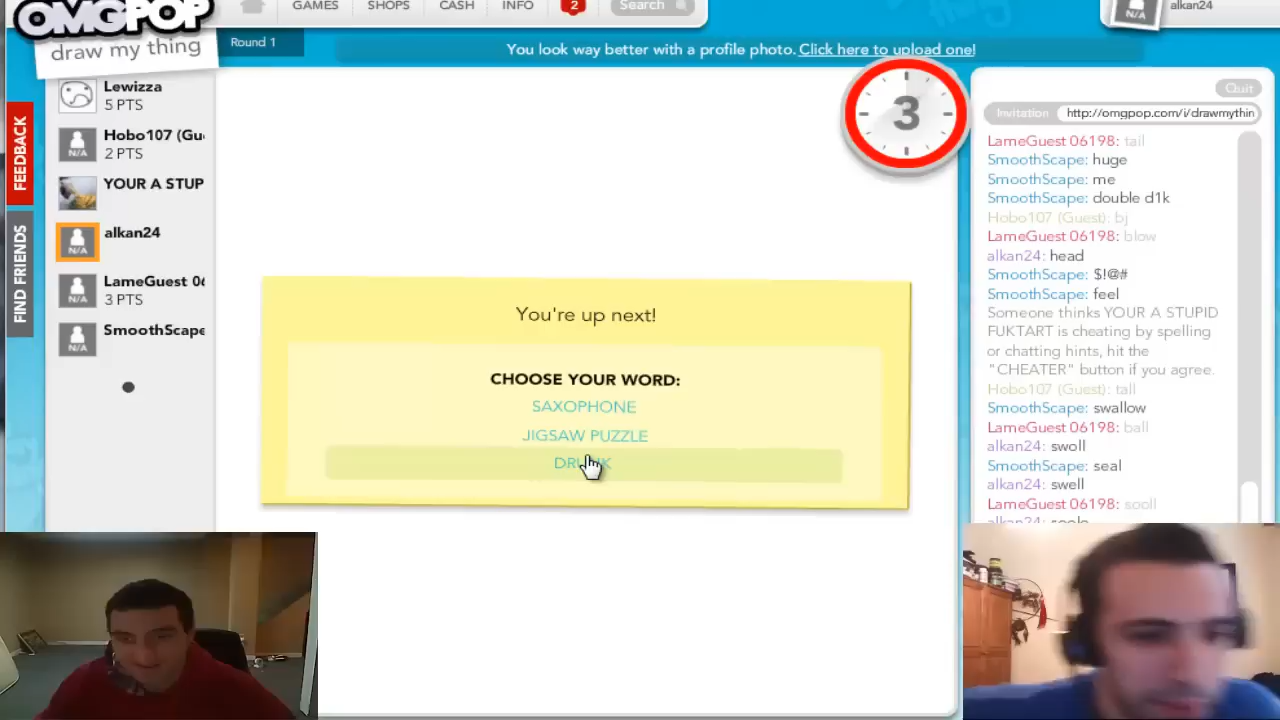 OMGPOP
GAMES SHOPS CASH INFO 2 Search
N/A alkan24
draw my thing
Round 1
You look way better with a profile photo. Click here to upload one!
FEEDBACK
FIND FRIENDS
Lewizza
5 PTS
N/A
Hobo107 (Gu
2 PTS
YOUR A STUP
N/A
alkan24
N/A
LameGuest 06
3 PTS
N/A
SmoothScape
3
You're up next!
CHOOSE YOUR WORD:
SAXOPHONE
JIGSAW PUZZLE
Quit
Invitation http://omgpop.com/i/drawmythin
LameGuest 06198: tail
SmoothScape: huge
SmoothScape: me
SmoothScape: double d1k
Hobo107 (Guest): bj
LameGuest 06198: blow
alkan24: head
SmoothScape: $!@#
SmoothScape: feel
Someone thinks YOUR A STUPID
FUKTART is cheating by spelling
or chatting hints, hit the
"CHEATER" button if you agree.
Hobo107 (Guest): tall
SmoothScape: swallow
LameGuest 06198: ball
alkan24: swoll
SmoothScape: seal
alkan24: swell
LameGuest 06198: sooll